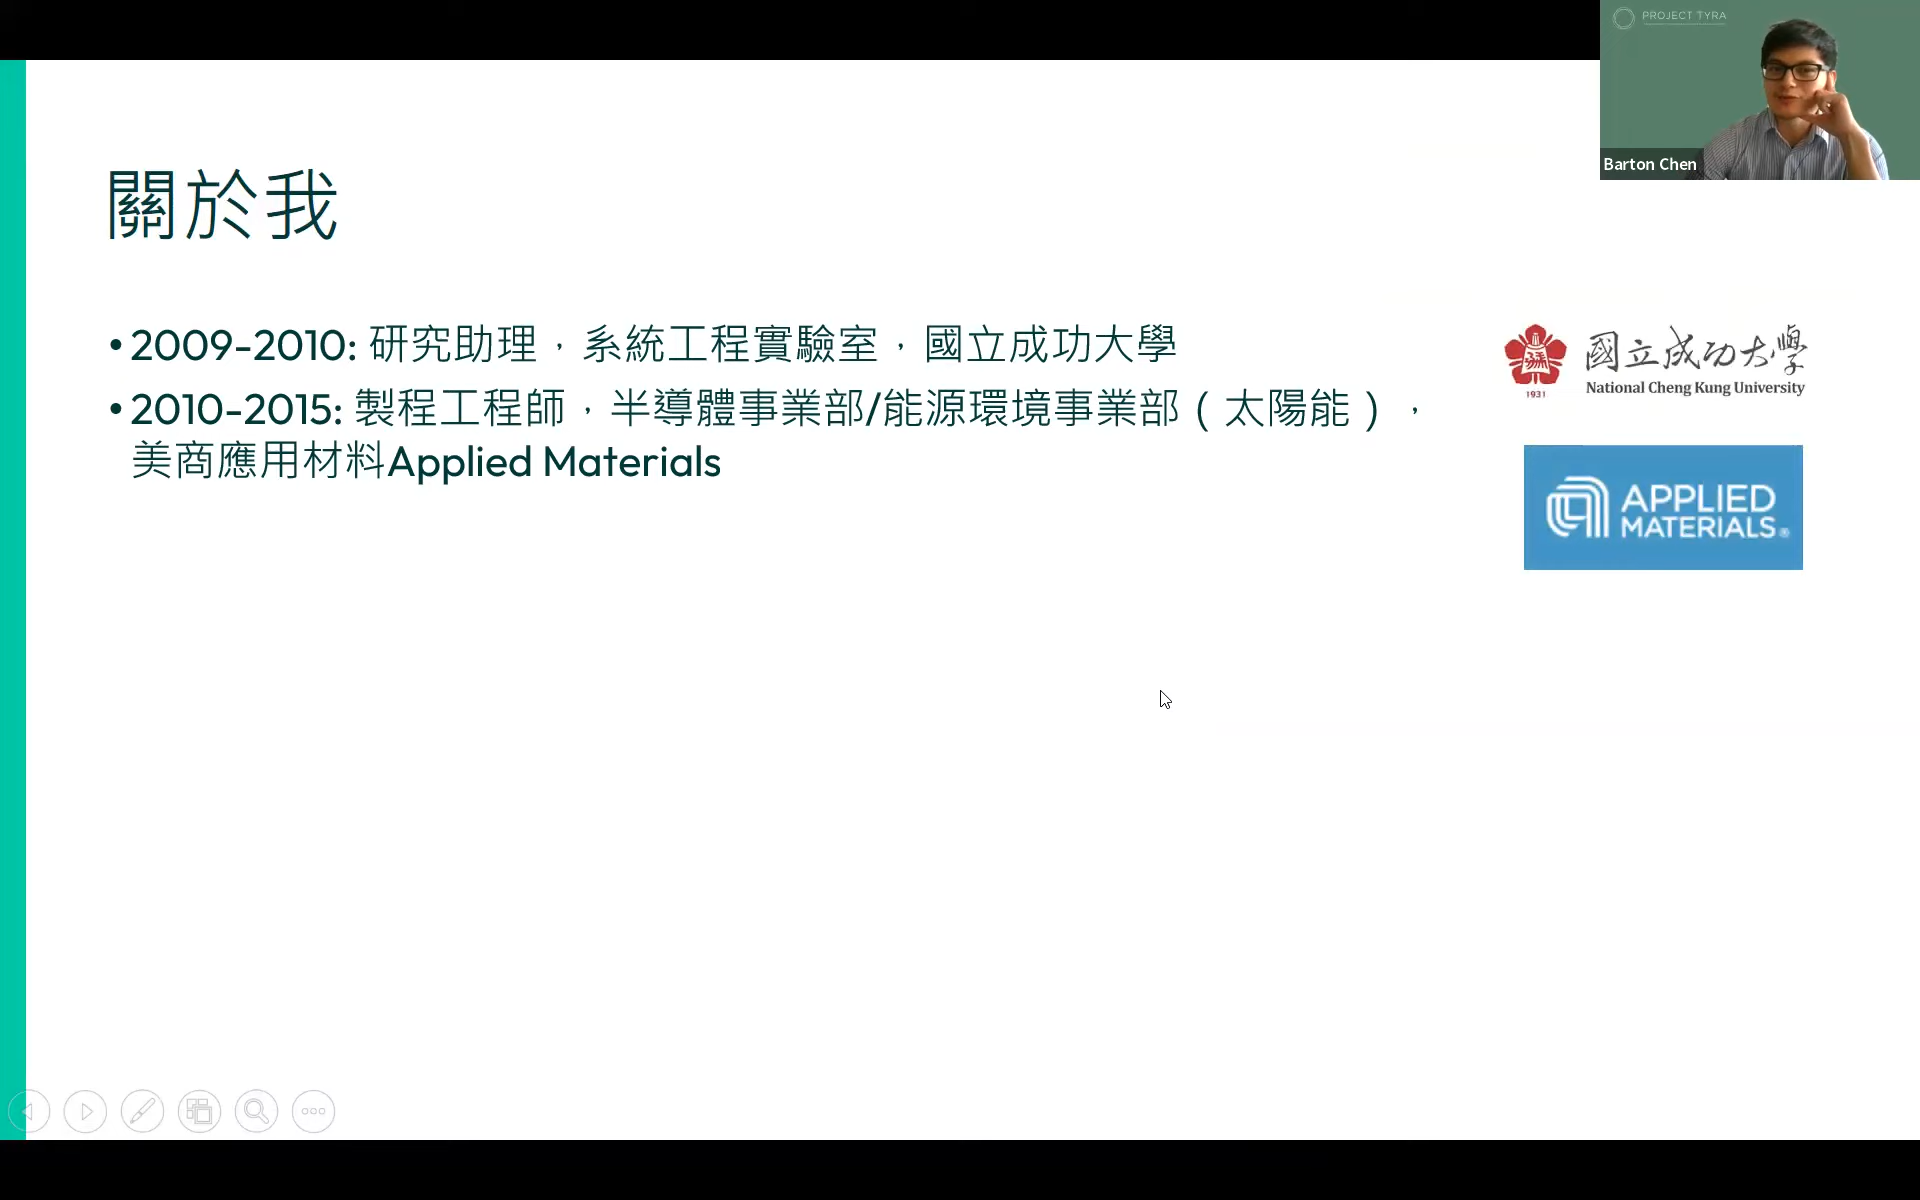 PROJECT TYRA
Barton Chen
關於我
•2009-2010: 研究助理，系統工程實驗室，國立成功大學
•2010-2015: 製程工程師，半導體事業部/能源環境事業部（太陽能），
美商應用材料Applied Materials
國立成功大學
National Cheng Kung University
1931
APPLIED
MATERIALS®